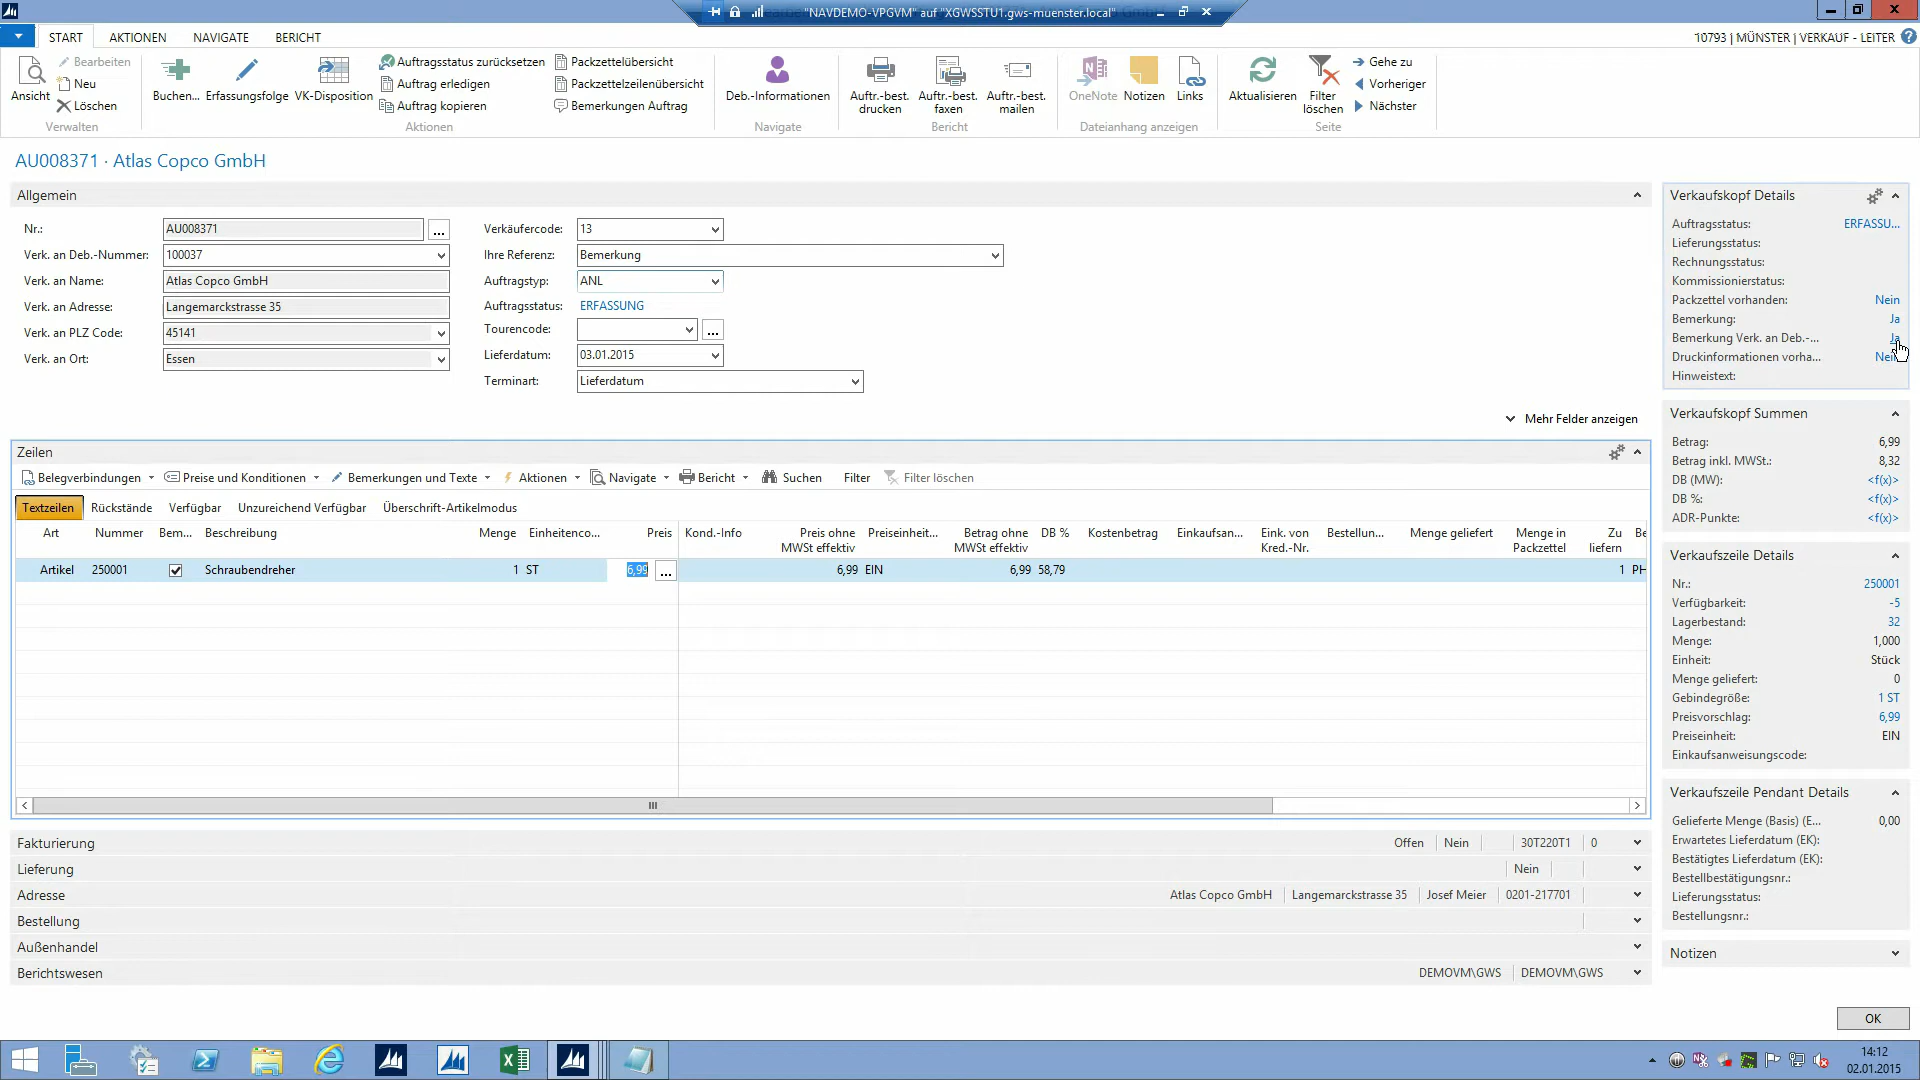 "NAVDEMO-VPGVM" auf "XGWSSTU1.gws-muenster.local"
START AKTIONEN NAVIGATE BERICHT
10793 | MÜNSTER | VERKAUF - LEITER
Ansicht
Bearbeiten
Neu
Löschen
Verwalten
Buchen... Erfassungsfolge VK-Disposition
Auftragsstatus zurücksetzen
Auftrag erledigen
Auftrag kopieren
Packzettelübersicht
Packzettelzeilenübersicht
Bemerkungen Auftrag
Aktionen
Deb.-Informationen
Navigate
Auftr.-best. drucken
Auftr.-best. faxen
Auftr.-best. mailen
Bericht
OneNote Notizen Links
Dateianhang anzeigen
Aktualisieren
Filter löschen
Gehe zu
Vorheriger
Nächster
Seite
AU008371 · Atlas Copco GmbH
Allgemein
Nr.: AU008371 ...
Verk. an Deb.-Nummer: 100037
Verk. an Name: Atlas Copco GmbH
Verk. an Adresse: Langemarckstrasse 35
Verk. an PLZ Code: 45141
Verk. an Ort: Essen
Verkäufercode: 13
Ihre Referenz: Bemerkung
Auftragstyp: ANL
Auftragsstatus: ERFASSUNG
Tourencode: ...
Lieferdatum: 03.01.2015
Terminart: Lieferdatum
Mehr Felder anzeigen
Zeilen
Belegverbindungen Preise und Konditionen Bemerkungen und Texte Aktionen Navigate Bericht Suchen Filter Filter löschen
Textzeilen Rückstände Verfügbar Unzureichend Verfügbar Überschrift-Artikelmodus
Art Nummer Bem... Beschreibung Menge Einheitenco... Preis Kond.-Info Preis ohne MWSt effektiv Preiseinheit... Betrag ohne MWSt effektiv DB % Kostenbetrag Einkaufsan... Eink. von Kred.-Nr. Bestellun... Menge geliefert Menge in Packzettel Zu liefern Be
Artikel 250001 Schraubendreher 1 ST 6,99 ... 6,99 EIN 6,99 58,79 1 PH
Fakturierung Offen Nein 30T220T1 0
Lieferung Nein
Adresse Atlas Copco GmbH Langemarckstrasse 35 Josef Meier 0201-217701
Bestellung
Außenhandel
Berichtswesen DEMOVM\GWS DEMOVM\GWS
Verkaufskopf Details
Auftragsstatus: ERFASSU...
Lieferungsstatus:
Rechnungsstatus:
Kommissionierstatus:
Packzettel vorhanden: Nein
Bemerkung: Ja
Bemerkung Verk. an Deb.-... Ja
Druckinformationen vorha... Nein
Hinweistext:
Verkaufskopf Summen
Betrag: 6,99
Betrag inkl. MWSt.: 8,32
DB (MW): <f(x)>
DB %: <f(x)>
ADR-Punkte: <f(x)>
Verkaufszeile Details
Nr.: 250001
Verfügbarkeit: -5
Lagerbestand: 32
Menge: 1,000
Einheit: Stück
Menge geliefert: 0
Gebindegröße: 1 ST
Preisvorschlag: 6,99
Preiseinheit: EIN
Einkaufsanweisungscode:
Verkaufszeile Pendant Details
Gelieferte Menge (Basis) (E... 0,00
Erwartetes Lieferdatum (EK):
Bestätigtes Lieferdatum (EK):
Bestellbestätigungsnr.:
Lieferungsstatus:
Bestellungsnr.:
Notizen
OK
14:12
02.01.2015